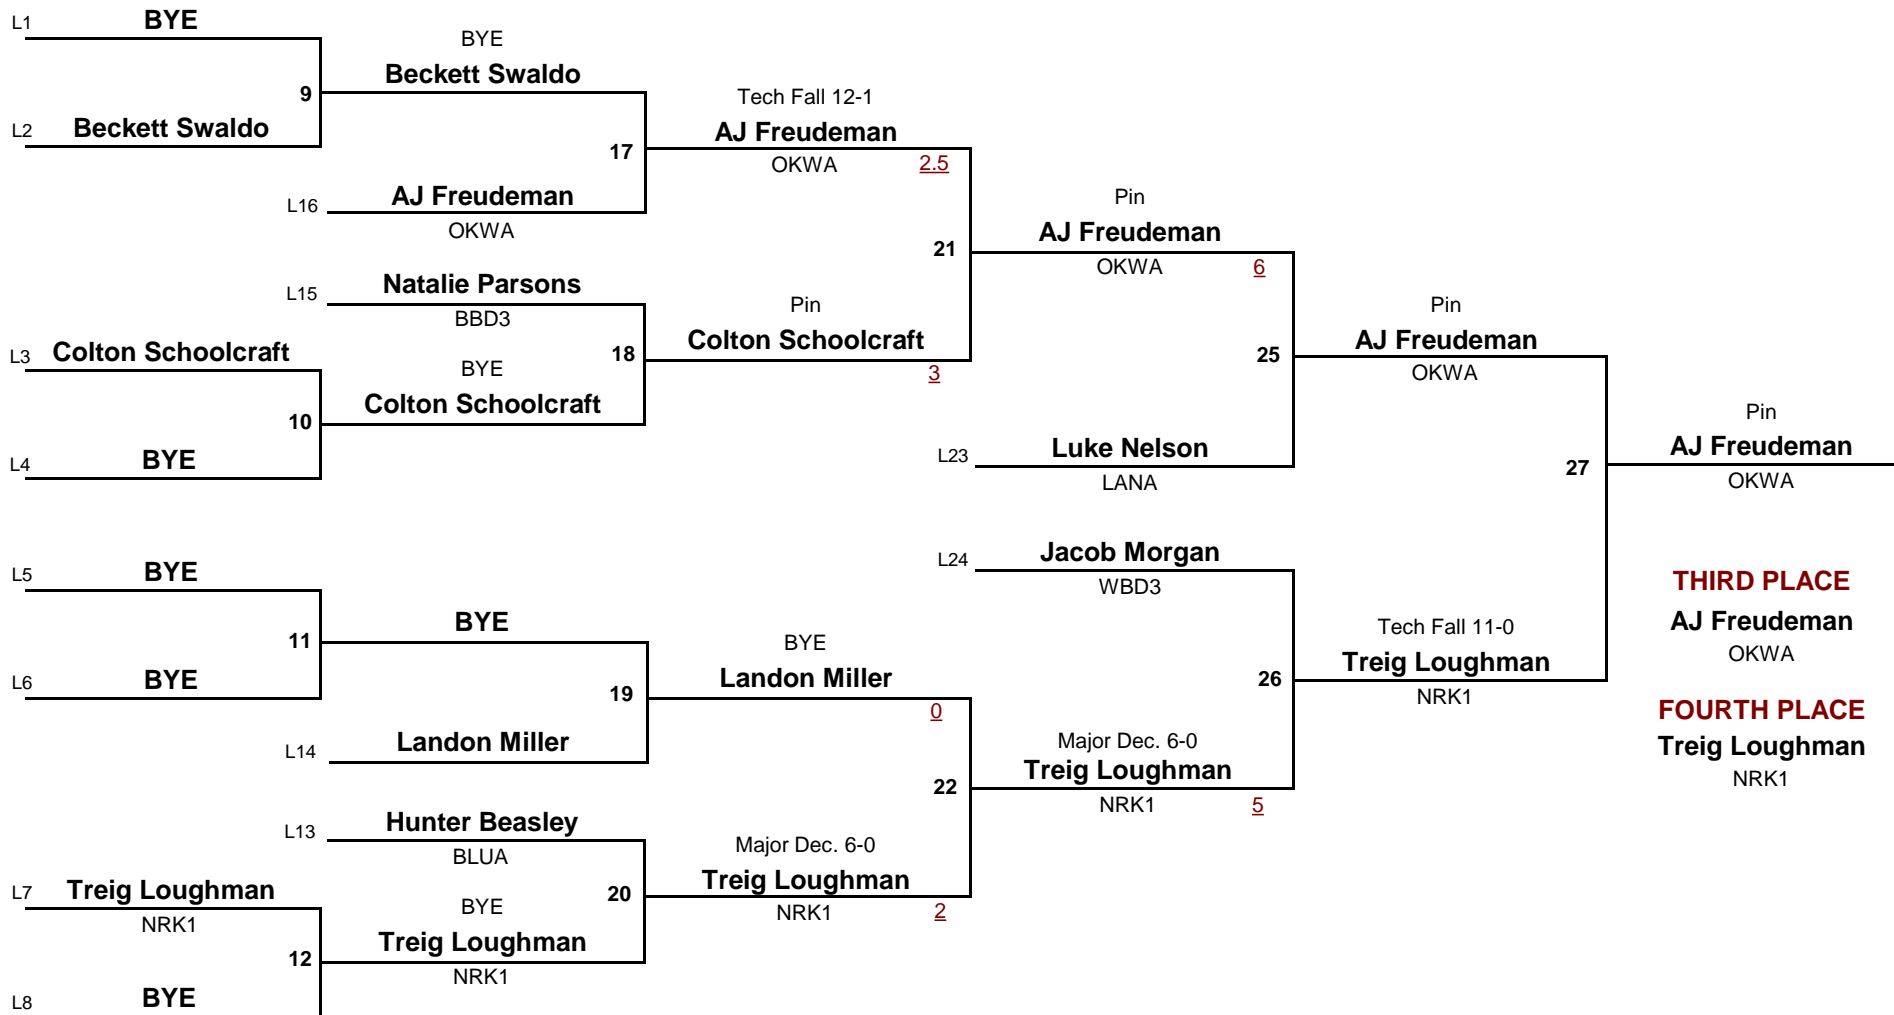 L1 BYE
BYE
Beckett Swaldo
9
Tech Fall 12-1
L2 Beckett Swaldo
AJ Freudeman
17
OKWA 2.5
L16 AJ Freudeman
OKWA
Pin
AJ Freudeman
21
OKWA 6
L15 Natalie Parsons
BBD3
Pin
Pin
L3 Colton Schoolcraft
18
Colton Schoolcraft
25
AJ Freudeman
BYE
3
OKWA
Colton Schoolcraft
10
Pin
L4 BYE
L23 Luke Nelson
LANA
27
AJ Freudeman
OKWA
L24 Jacob Morgan
WBD3
L5 BYE
THIRD PLACE
BYE
11
AJ Freudeman
Tech Fall 11-0
BYE
OKWA
L6 BYE
19
Landon Miller
26
Treig Loughman
0
NRK1
FOURTH PLACE
L14 Landon Miller
Major Dec. 6-0
Treig Loughman
Treig Loughman
22
NRK1
NRK1 5
L13 Hunter Beasley
BLUA
Major Dec. 6-0
L7 Treig Loughman
20
Treig Loughman
NRK1
BYE
NRK1 2
Treig Loughman
12
NRK1
L8 BYE